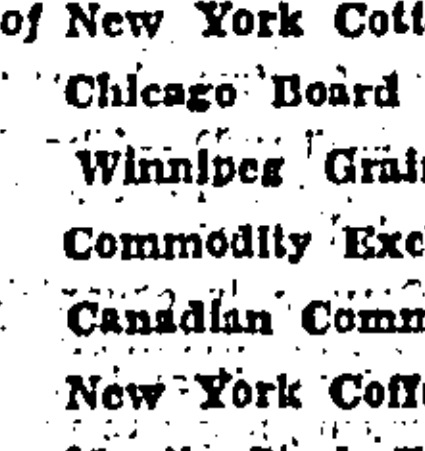 of New York Cott
Chicago Board
Winnipeg Grain
Commodity Exc
Canadian Comm
New York Coff